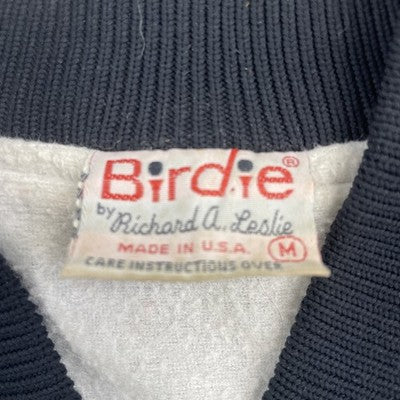 Birdie®
by Richard A. Leslie
MADE IN U.S.A. M
CARE INSTRUCTIONS OVER